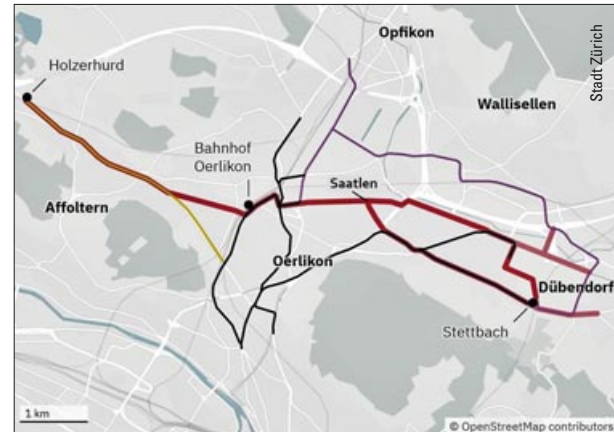 Opfikon
Stadt Zürich
Holzerhurd
Wallisellen
Bahnhof
Oerlikon
Saatlen
Affoltern
Oerlikon
Dübendorf
Stettbach
1 km
© OpenStreetMap contributors